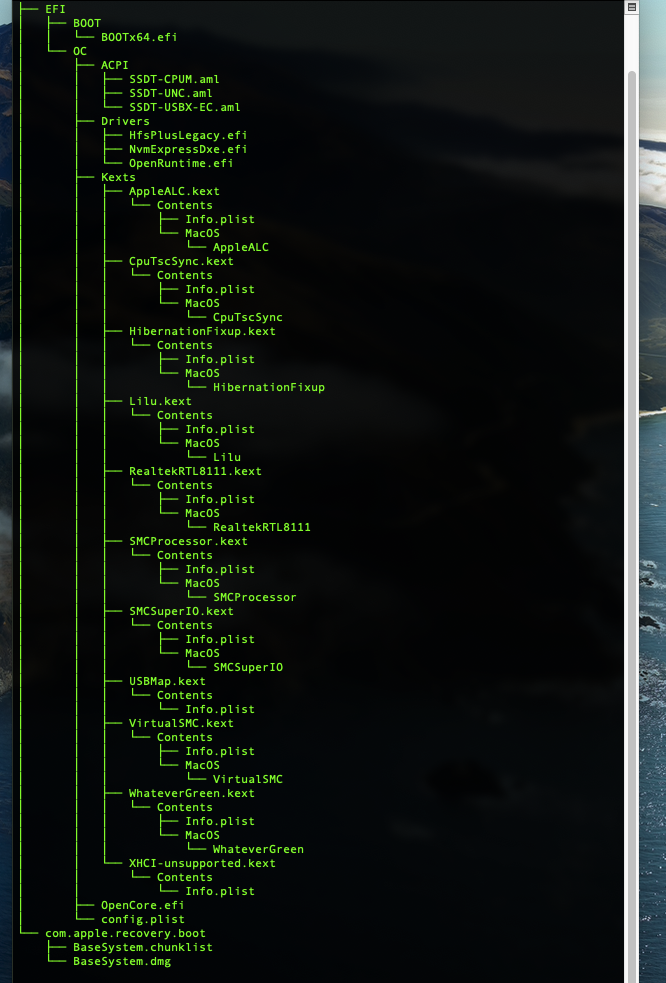 ├── EFI
│   ├── BOOT
│   │   └── BOOTx64.efi
│   └── OC
│       ├── ACPI
│       │   ├── SSDT-CPUM.aml
│       │   ├── SSDT-UNC.aml
│       │   └── SSDT-USBX-EC.aml
│       ├── Drivers
│       │   ├── HfsPlusLegacy.efi
│       │   ├── NvmExpressDxe.efi
│       │   └── OpenRuntime.efi
│       ├── Kexts
│       │   ├── AppleALC.kext
│       │   │   └── Contents
│       │   │       ├── Info.plist
│       │   │       └── MacOS
│       │   │           └── AppleALC
│       │   ├── CpuTscSync.kext
│       │   │   └── Contents
│       │   │       ├── Info.plist
│       │   │       └── MacOS
│       │   │           └── CpuTscSync
│       │   ├── HibernationFixup.kext
│       │   │   └── Contents
│       │   │       ├── Info.plist
│       │   │       └── MacOS
│       │   │           └── HibernationFixup
│       │   ├── Lilu.kext
│       │   │   └── Contents
│       │   │       ├── Info.plist
│       │   │       └── MacOS
│       │   │           └── Lilu
│       │   ├── RealtekRTL8111.kext
│       │   │   └── Contents
│       │   │       ├── Info.plist
│       │   │       └── MacOS
│       │   │           └── RealtekRTL8111
│       │   ├── SMCProcessor.kext
│       │   │   └── Contents
│       │   │       ├── Info.plist
│       │   │       └── MacOS
│       │   │           └── SMCProcessor
│       │   ├── SMCSuperIO.kext
│       │   │   └── Contents
│       │   │       ├── Info.plist
│       │   │       └── MacOS
│       │   │           └── SMCSuperIO
│       │   ├── USBMap.kext
│       │   │   └── Contents
│       │   │       └── Info.plist
│       │   ├── VirtualSMC.kext
│       │   │   └── Contents
│       │   │       ├── Info.plist
│       │   │       └── MacOS
│       │   │           └── VirtualSMC
│       │   ├── WhateverGreen.kext
│       │   │   └── Contents
│       │   │       ├── Info.plist
│       │   │       └── MacOS
│       │   │           └── WhateverGreen
│       │   └── XHCI-unsupported.kext
│       │       └── Contents
│       │           └── Info.plist
│       ├── OpenCore.efi
│       └── config.plist
└── com.apple.recovery.boot
    ├── BaseSystem.chunklist
    └── BaseSystem.dmg